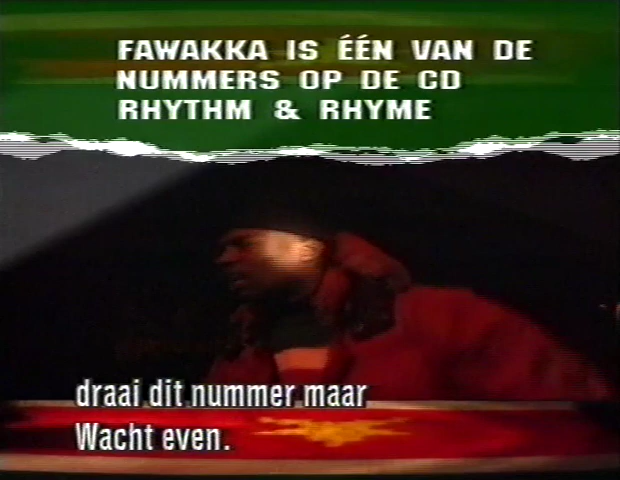 FAWAKKA IS ÉÉN VAN DE
NUMMERS OP DE CD
RHYTHM & RHYME
draai dit nummer maar
Wacht even.